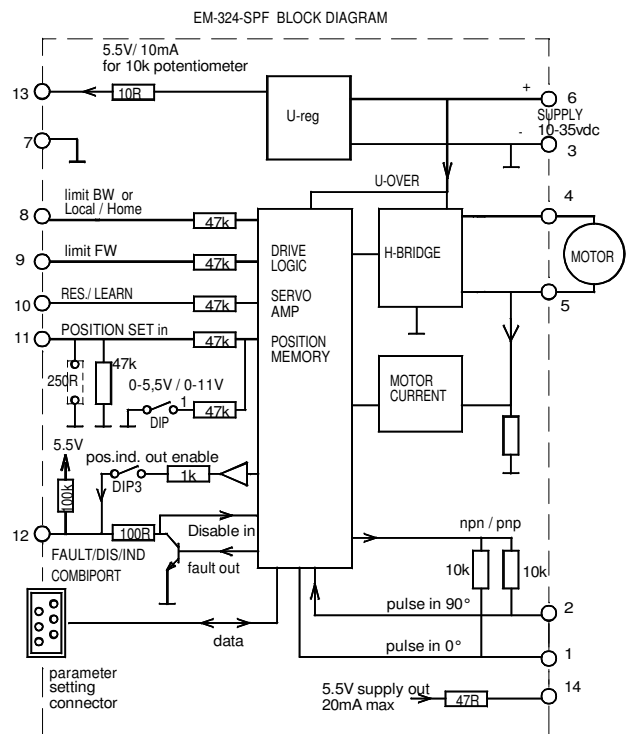 EM-324-SPF BLOCK DIAGRAM
5.5V/ 10mA
for 10k potentiometer
13
10R
U-reg
+
6
SUPPLY
10-35vdc
7
-
3
U-OVER
4
limit BW or
Local / Home
8
47k
DRIVE
LOGIC
H-BRIDGE
MOTOR
limit FW
9
47k
5
RES./ LEARN
10
47k
SERVO
AMP
POSITION SET in
11
47k
POSITION
MEMORY
47k
250R
0-5,5V / 0-11V
1
DIP
47k
MOTOR
CURRENT
5.5V
pos.ind. out enable
100k
DIP3
1k
12
100R
Disable in
npn / pnp
FAULT/DIS/IND
COMBIPORT
fault out
10k
10k
pulse in 90°
2
data
pulse in 0°
1
parameter
setting
connector
5.5V supply out
20mA max
47R
14